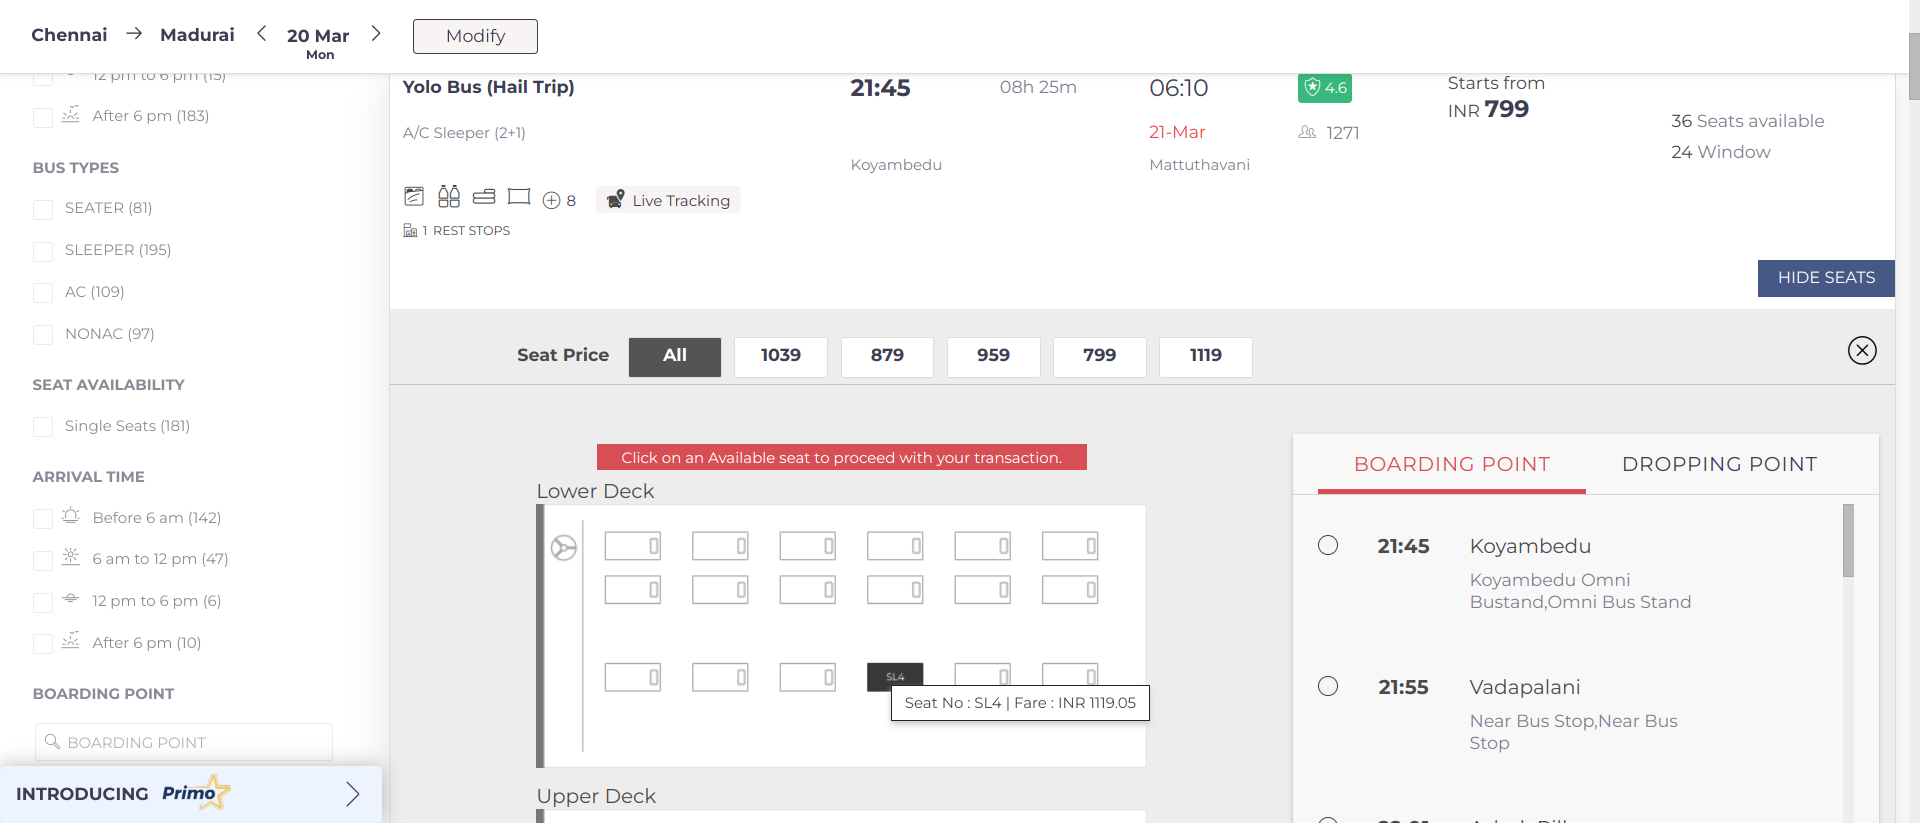 Chennai → Madurai
20 Mar
Mon
Modify
12 pm to 6 pm (15)
After 6 pm (183)
BUS TYPES
SEATER (81)
SLEEPER (195)
AC (109)
NONAC (97)
SEAT AVAILABILITY
Single Seats (181)
ARRIVAL TIME
Before 6 am (142)
6 am to 12 pm (47)
12 pm to 6 pm (6)
After 6 pm (10)
BOARDING POINT
BOARDING POINT
INTRODUCING Primo
Yolo Bus (Hail Trip)
A/C Sleeper (2+1)
21:45
Koyambedu
08h 25m
06:10
21-Mar
Mattuthavani
4.6
1271
Starts from
INR 799
36 Seats available
24 Window
8
Live Tracking
1 REST STOPS
HIDE SEATS
Seat Price All 1039 879 959 799 1119
Click on an Available seat to proceed with your transaction.
Lower Deck
SL4
Seat No : SL4 | Fare : INR 1119.05
Upper Deck
BOARDING POINT DROPPING POINT
21:45 Koyambedu
Koyambedu Omni
Bustand,Omni Bus Stand
21:55 Vadapalani
Near Bus Stop,Near Bus
Stop